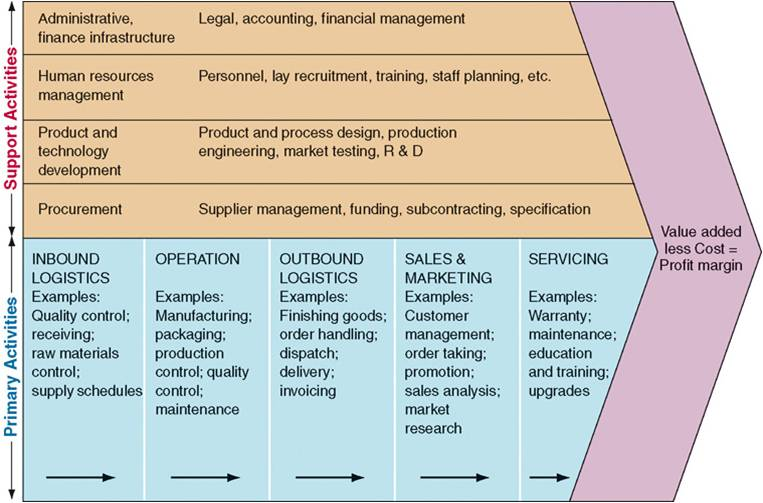 Support Activities
Administrative,
finance infrastructure
Legal, accounting, financial management
Human resources
management
Personnel, lay recruitment, training, staff planning, etc.
Product and
technology
development
Product and process design, production
engineering, market testing, R & D
Procurement
Supplier management, funding, subcontracting, specification
Primary Activities
INBOUND
LOGISTICS
Examples:
Quality control;
receiving;
raw materials
control;
supply schedules
OPERATION
Examples:
Manufacturing;
packaging;
production
control; quality
control;
maintenance
OUTBOUND
LOGISTICS
Examples:
Finishing goods;
order handling;
dispatch;
delivery;
invoicing
SALES &
MARKETING
Examples:
Customer
management;
order taking;
promotion;
sales analysis;
market
research
SERVICING
Examples:
Warranty;
maintenance;
education
and training;
upgrades
Value added
less Cost =
Profit margin